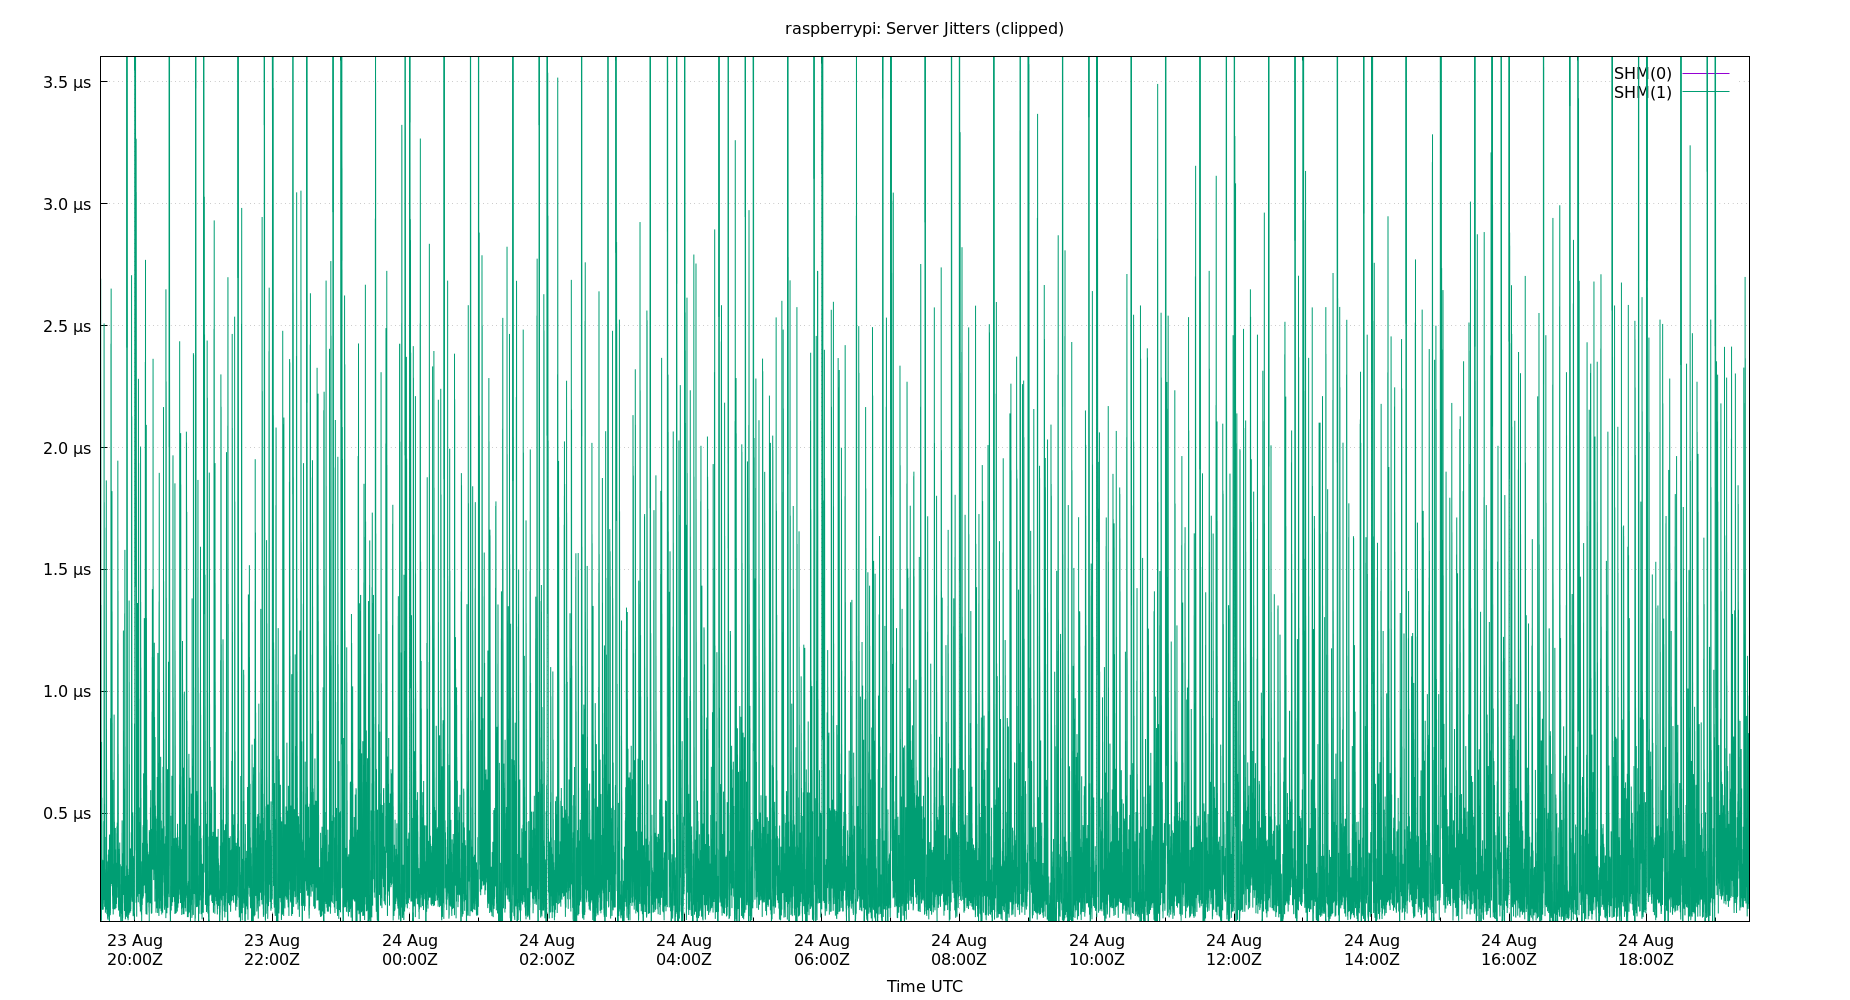 raspberrypi: Server Jitters (clipped)
SHM(0)
SHM(1)
3.5 µs
3.0 µs
2.5 µs
2.0 µs
1.5 µs
1.0 µs
0.5 µs
23 Aug 23 Aug 24 Aug 24 Aug 24 Aug 24 Aug 24 Aug 24 Aug 24 Aug 24 Aug 24 Aug 24 Aug
20:00Z 22:00Z 00:00Z 02:00Z 04:00Z 06:00Z 08:00Z 10:00Z 12:00Z 14:00Z 16:00Z 18:00Z
Time UTC